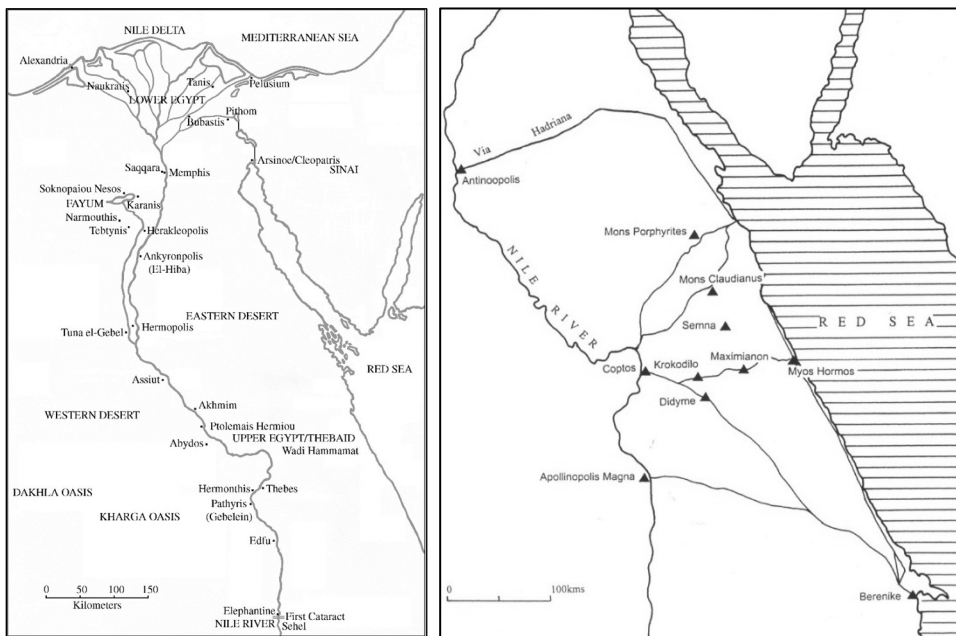 NILE DELTA
MEDITERRANEAN SEA
Alexandria
Naukratis
Tanis
Pelusium
LOWER EGYPT
Pithom
Bubastis
Arsinoe/Cleopatris
SINAI
Saqqara
Memphis
Soknopaiou Nesos
FAYUM
Karanis
Narmouthis
Tebtynis
Herakleopolis
Ankyronpolis
(El-Hiba)
EASTERN DESERT
Hermopolis
Tuna el-Gebel
RED SEA
Assiut
WESTERN DESERT
Akhmim
Ptolemais Hermiou
Abydos
UPPER EGYPT/THEBAID
Wadi Hammamat
DAKHLA OASIS
Hermonthis
Thebes
KHARGA OASIS
Pathyris
(Gebelein)
Edfu
0 50 100 150
Kilometers
Elephantine
First Cataract
NILE RIVER
Sehel
Via Hadriana
Antinoopolis
Mons Porphyrites
NILE RIVER
Mons Claudianus
Semna
RED SEA
Coptos
Krokodilo
Maximianon
Myos Hormos
Didyme
Apollinopolis Magna
0 100kms
Berenike